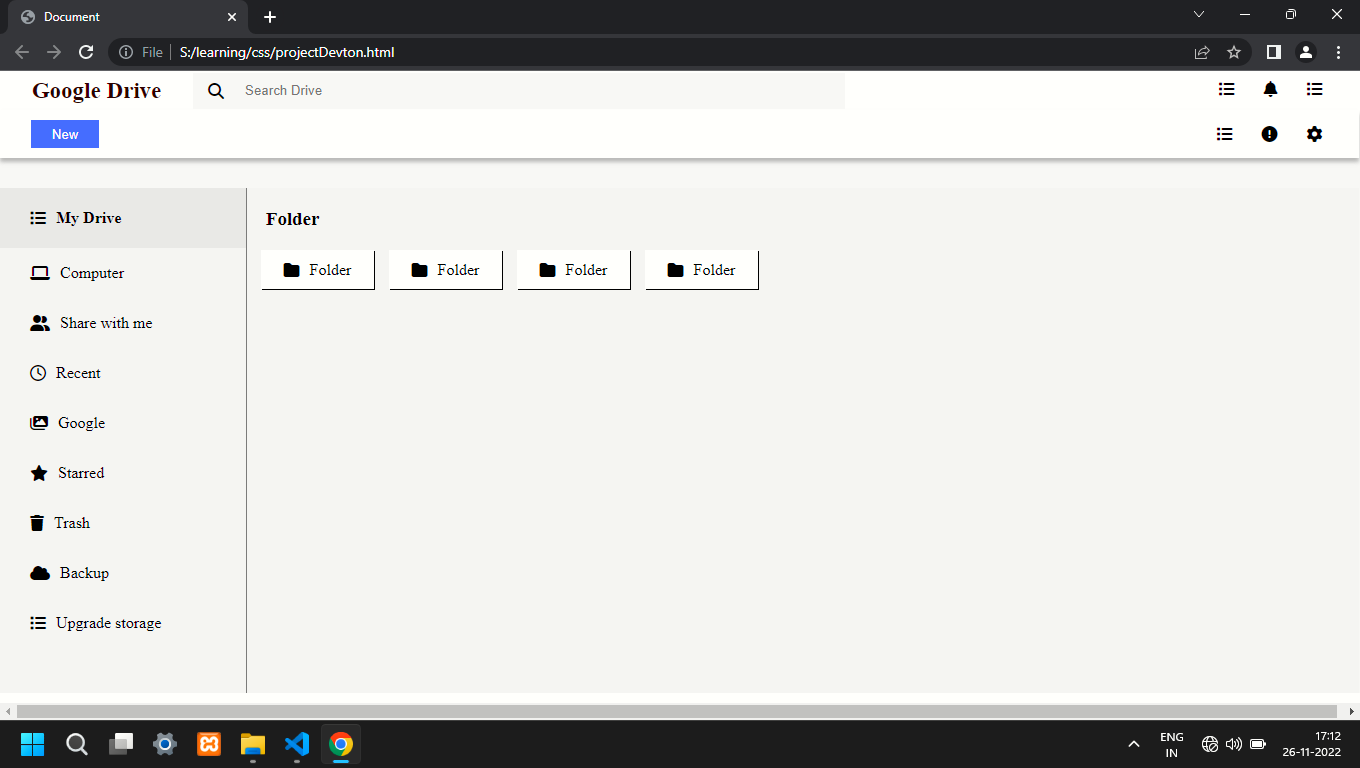 Document
File S:/learning/css/projectDevton.html
Google Drive Search Drive
New
My Drive
Folder
Computer
Folder Folder Folder Folder
Share with me
Recent
Google
Starred
Trash
Backup
Upgrade storage
ENG
IN
17:12
26-11-2022